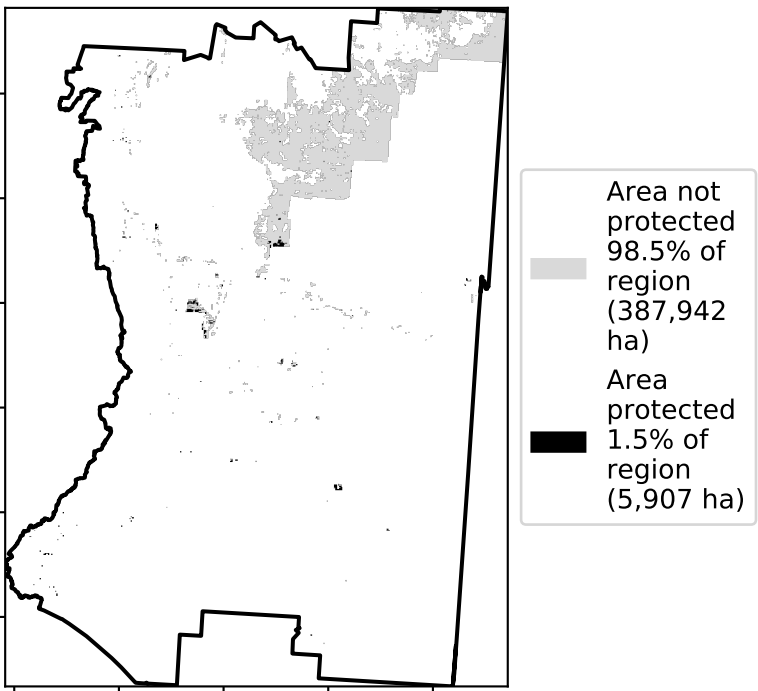 Area not
protected
98.5% of
region
(387,942
ha)
Area
protected
1.5% of
region
(5,907 ha)